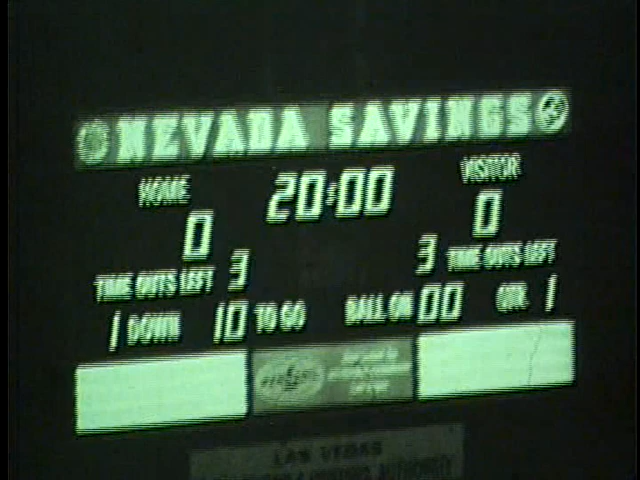 NEVADA SAVINGS
HOME 20:00 VISITOR
0 0
TIME OUTS LEFT 3 3 TIME OUTS LEFT
1 DOWN 10 TO GO BALL ON 00 QTR. 1
LAS VEGAS
AUTHORITY